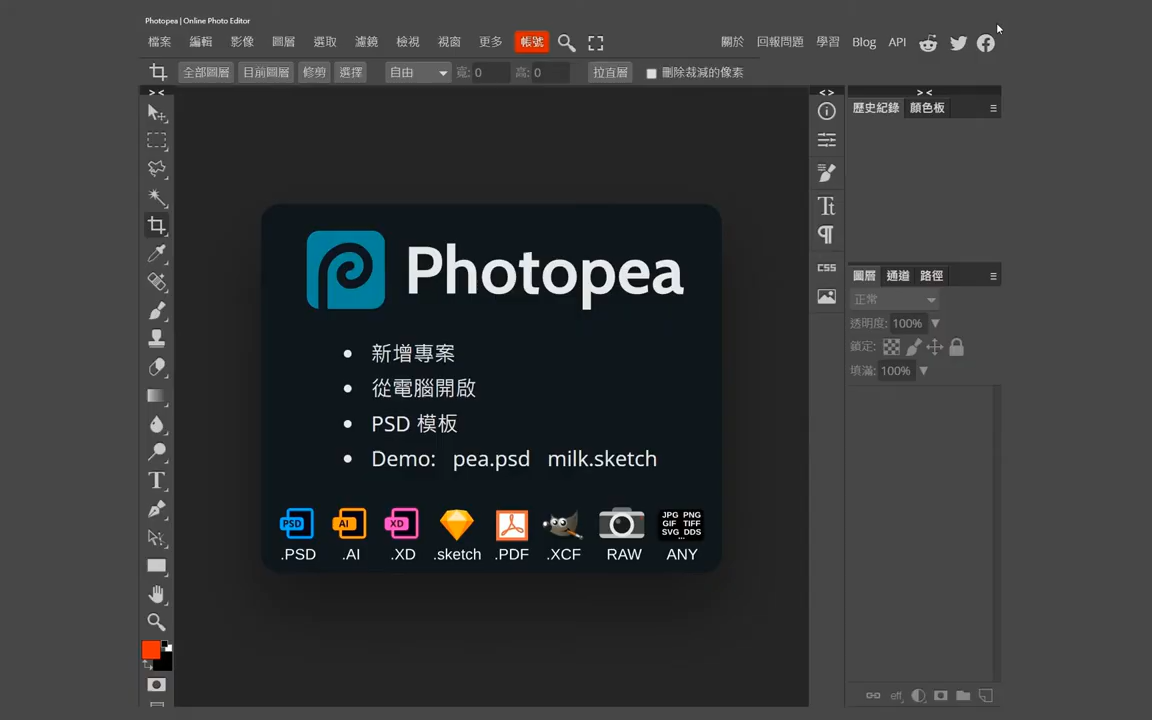 Photopea | Online Photo Editor
檔案 編輯 影像 圖層 選取 濾鏡 檢視 視窗 更多 帳號 關於 回報問題 學習 Blog API
全部圖層 目前圖層 修剪 選擇 自由 寬: 0 高: 0 拉直層 刪除裁減的像素
歷史紀錄 顏色板
Photopea
CSS
圖層 通道 路徑
正常
透明度: 100%
鎖定:
填滿: 100%
新增專案
從電腦開啟
PSD 模板
Demo: pea.psd milk.sketch
PSD AI XD JPG PNG GIF TIFF SVG DDS ...
.PSD .AI .XD .sketch .PDF .XCF RAW ANY
eff